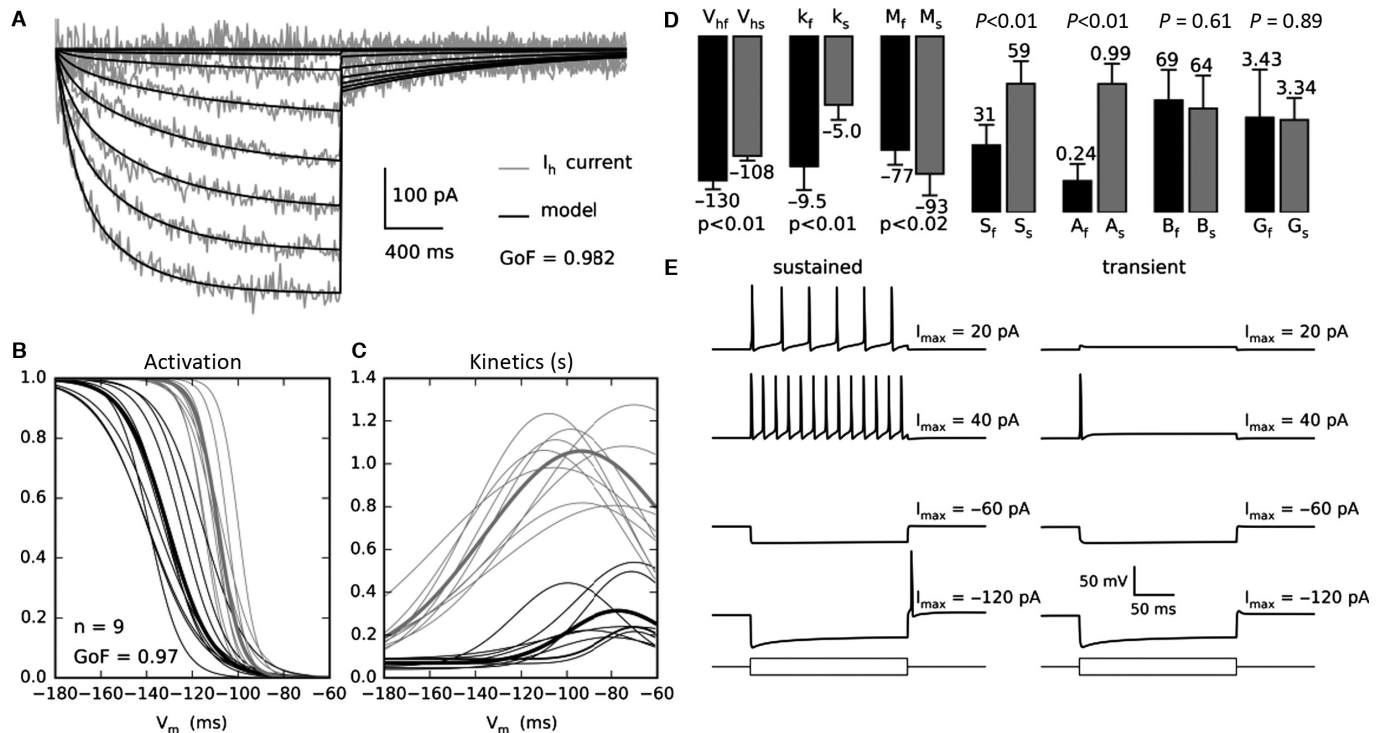 A
I_h current
model
GoF = 0.982
100 pA
400 ms
B
Activation
1.0
0.8
0.6
0.4
0.2
0.0
n = 9
GoF = 0.97
−180 −160 −140 −120 −100 −80 −60
V_m (ms)
C
Kinetics (s)
1.4
1.2
1.0
0.8
0.6
0.4
0.2
0.0
−180 −160 −140 −120 −100 −80 −60
V_m (ms)
D
V_hf V_hs k_f k_s M_f M_s
−130 −108 −9.5 −5.0 −77 −93
p<0.01 p<0.01 p<0.02
P<0.01 P<0.01 P = 0.61 P = 0.89
31 59 0.24 0.99 69 64 3.43 3.34
S_f S_s A_f A_s B_f B_s G_f G_s
E
sustained transient
I_max = 20 pA I_max = 20 pA
I_max = 40 pA I_max = 40 pA
I_max = −60 pA I_max = −60 pA
I_max = −120 pA I_max = −120 pA
50 mV
50 ms